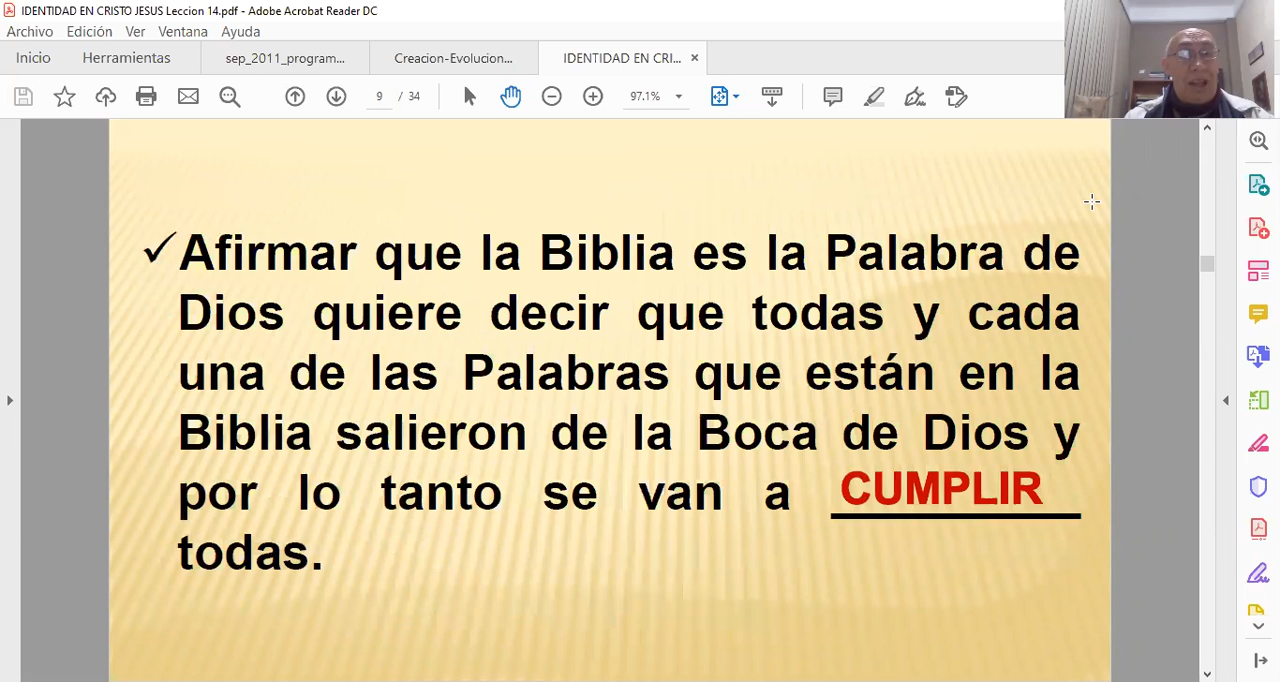 IDENTIDAD EN CRISTO JESUS Leccion 14.pdf - Adobe Acrobat Reader DC
Archivo Edición Ver Ventana Ayuda
Inicio Herramientas sep_2011_program... Creacion-Evolucion... IDENTIDAD EN CRI... ×
9 / 34 97.1%
✓Afirmar que la Biblia es la Palabra de
Dios quiere decir que todas y cada
una de las Palabras que están en la
Biblia salieron de la Boca de Dios y
por lo tanto se van a CUMPLIR
todas.